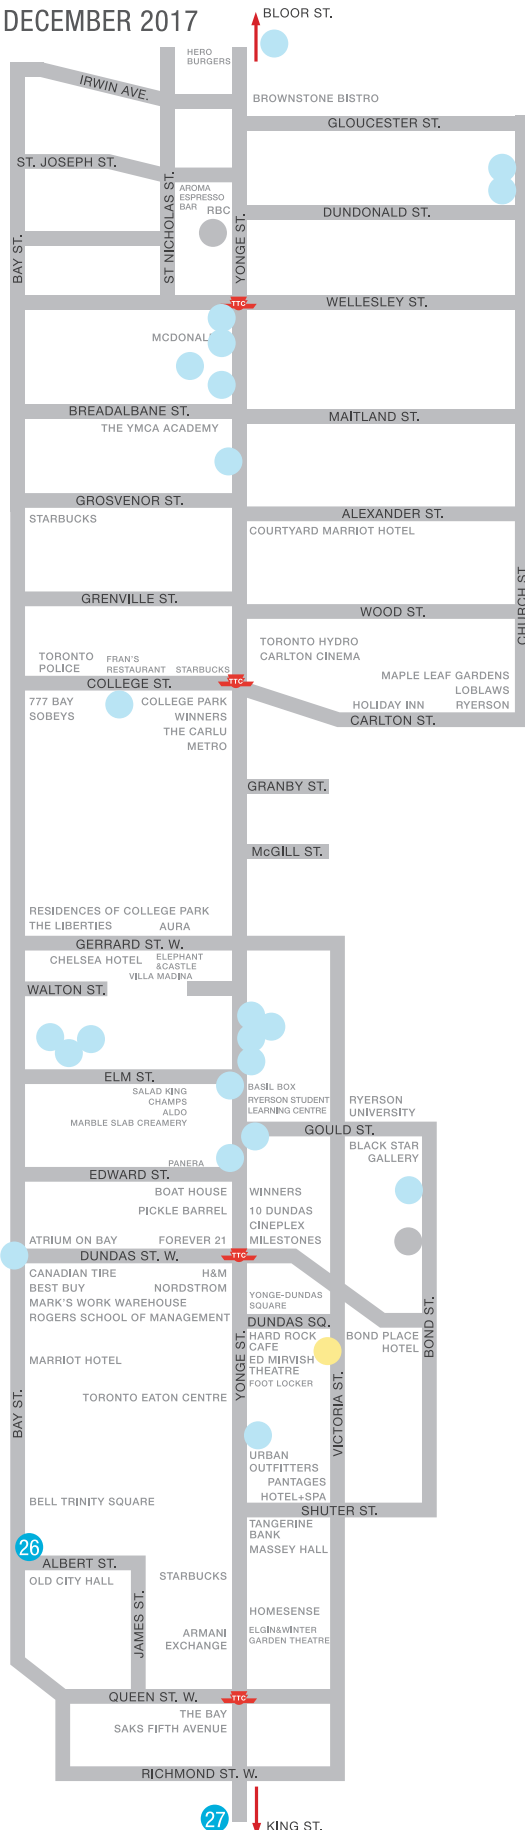 DECEMBER 2017
BLOOR ST.
HERO
BURGERS
IRWIN AVE.
BROWNSTONE BISTRO
GLOUCESTER ST.
ST. JOSEPH ST.
ST NICHOLAS ST.
AROMA
ESPRESSO
BAR
RBC
DUNDONALD ST.
BAY ST.
YONGE ST.
TTC
WELLESLEY ST.
BREADALBANE ST.
MAITLAND ST.
THE YMCA ACADEMY
GROSVENOR ST.
STARBUCKS
ALEXANDER ST.
COURTYARD MARRIOT HOTEL
CHURCH ST.
GRENVILLE ST.
WOOD ST.
TORONTO HYDRO
CARLTON CINEMA
TORONTO
POLICE
FRAN'S
RESTAURANT
STARBUCKS
COLLEGE ST.
TTC
MAPLE LEAF GARDENS
LOBLAWS
HOLIDAY INN
RYERSON
CARLTON ST.
777 BAY
SOBEYS
COLLEGE PARK
WINNERS
THE CARLU
METRO
GRANBY ST.
McGILL ST.
RESIDENCES OF COLLEGE PARK
THE LIBERTIES
AURA
GERRARD ST. W.
CHELSEA HOTEL
ELEPHANT
&CASTLE
VILLA MADINA
WALTON ST.
ELM ST.
SALAD KING
CHAMPS
ALDO
MARBLE SLAB CREAMERY
BASIL BOX
RYERSON STUDENT
LEARNING CENTRE
RYERSON
UNIVERSITY
GOULD ST.
BLACK STAR
GALLERY
PANERA
EDWARD ST.
BOAT HOUSE
WINNERS
PICKLE BARREL
10 DUNDAS
CINEPLEX
ATRIUM ON BAY
FOREVER 21
MILESTONES
DUNDAS ST. W.
TTC
CANADIAN TIRE
H&M
BEST BUY
NORDSTROM
MARK'S WORK WAREHOUSE
ROGERS SCHOOL OF MANAGEMENT
YONGE-DUNDAS
SQUARE
DUNDAS SQ.
HARD ROCK
CAFE
ED MIRVISH
THEATRE
FOOT LOCKER
BOND PLACE
HOTEL
BOND ST.
MARRIOT HOTEL
YONGE ST.
BAY ST.
TORONTO EATON CENTRE
VICTORIA ST.
URBAN
OUTFITTERS
PANTAGES
HOTEL+SPA
BELL TRINITY SQUARE
SHUTER ST.
TANGERINE
BANK
MASSEY HALL
26
ALBERT ST.
OLD CITY HALL
STARBUCKS
JAMES ST.
HOMESENSE
ARMANI
EXCHANGE
ELGIN&WINTER
GARDEN THEATRE
QUEEN ST. W.
TTC
THE BAY
SAKS FIFTH AVENUE
RICHMOND ST. W.
27
KING ST.